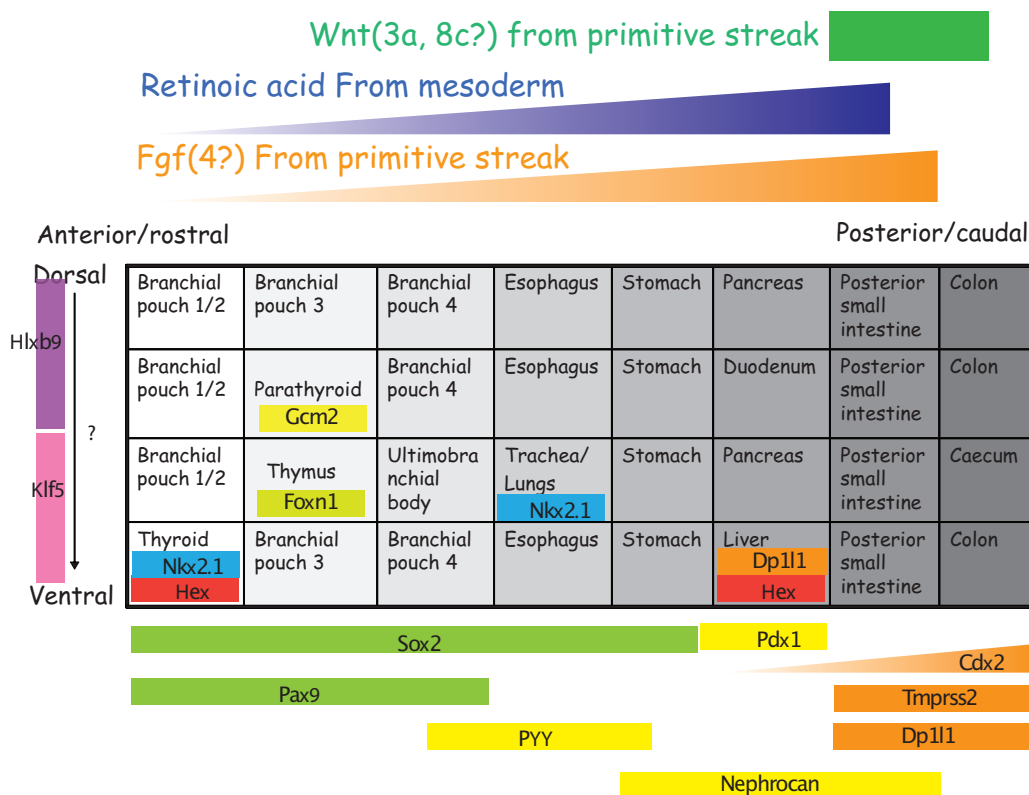 Wnt(3a, 8c?) from primitive streak
Retinoic acid From mesoderm
Fgf(4?) From primitive streak
Anterior/rostral
Posterior/caudal
Dorsal
Hlxb9
?
Klf5
Ventral
Branchial
pouch 1/2
Branchial
pouch 3
Branchial
pouch 4
Esophagus
Stomach
Pancreas
Posterior
small
intestine
Colon
Branchial
pouch 1/2
Parathyroid
Gcm2
Branchial
pouch 4
Esophagus
Stomach
Duodenum
Posterior
small
intestine
Colon
Branchial
pouch 1/2
Thymus
Foxn1
Ultimobra
nchial
body
Trachea/
Lungs
Nkx2.1
Stomach
Pancreas
Posterior
small
intestine
Caecum
Thyroid
Nkx2.1
Hex
Branchial
pouch 3
Branchial
pouch 4
Esophagus
Stomach
Liver
Dp1l1
Hex
Posterior
small
intestine
Colon
Sox2
Pdx1
Cdx2
Pax9
Tmprss2
PYY
Dp1l1
Nephrocan